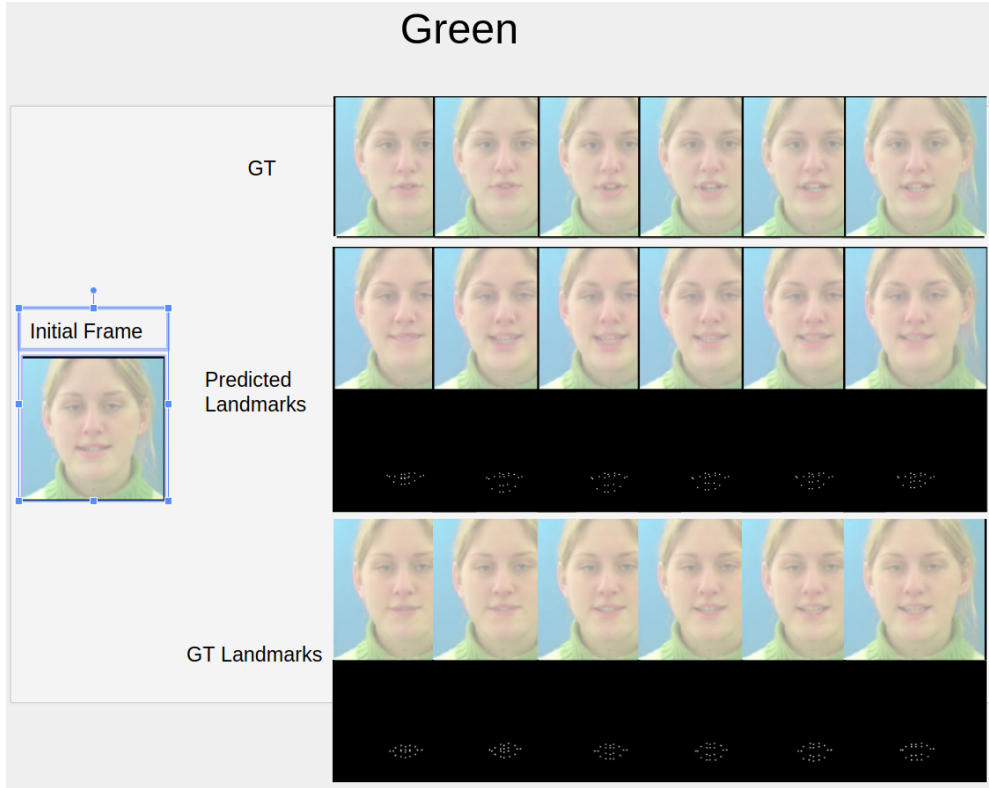 Green
GT
Initial Frame
Predicted
Landmarks
GT Landmarks